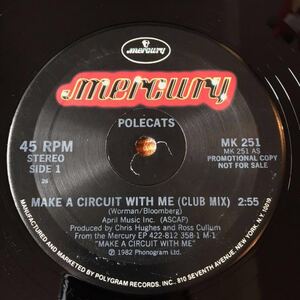 mercury
mercury
POLECATS
45 RPM
STEREO
SIDE 1
26
MK 251
MK 251 AS
PROMOTIONAL COPY
NOT FOR SALE
MAKE A CIRCUIT WITH ME (CLUB MIX) 2:55
(Worman/Bloomberg)
April Music Inc. (ASCAP)
Produced by Chris Hughes and Ross Cullum
From the Mercury EP 422-812 358-1 M-1
"MAKE A CIRCUIT WITH ME"
℗ 1982 Phonogram Ltd.
MANUFACTURED AND MARKETED BY POLYGRAM RECORDS, INC. 810 SEVENTH AVENUE, NEW YORK, N.Y. 10019